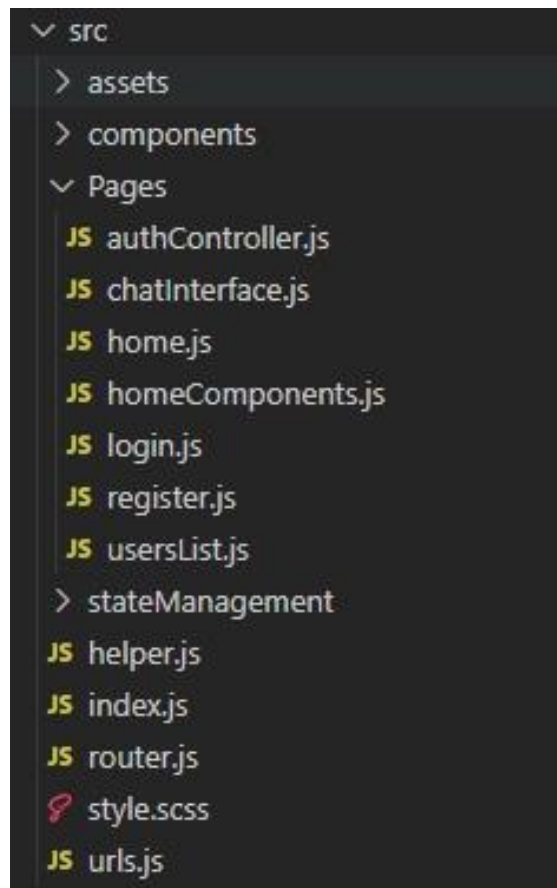 src
assets
components
Pages
JS authController.js
JS chatInterface.js
JS home.js
JS homeComponents.js
JS login.js
JS register.js
JS usersList.js
stateManagement
JS helper.js
JS index.js
JS router.js
style.scss
JS urls.js